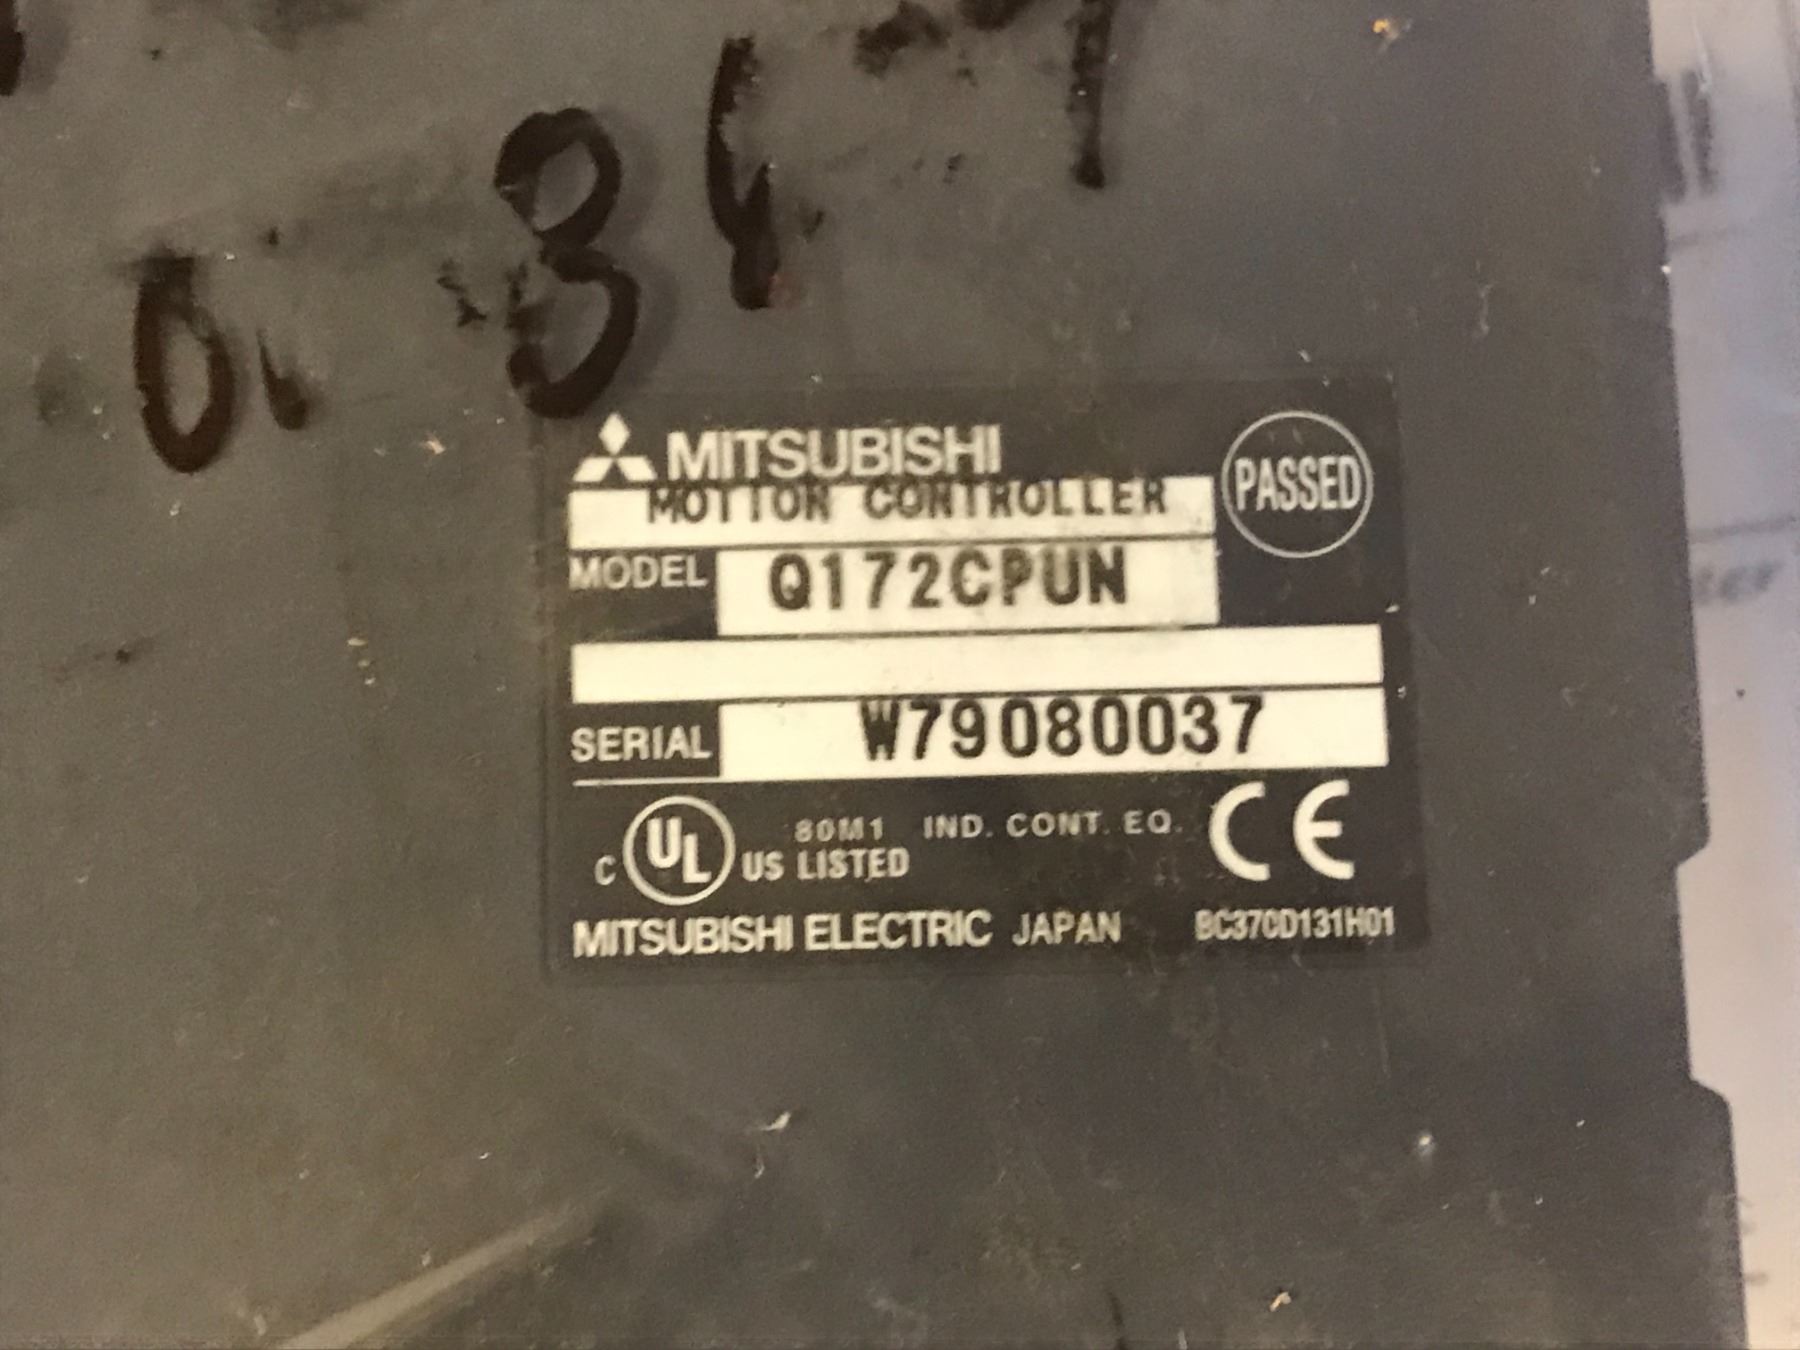 MITSUBISHI
MOTION CONTROLLER
PASSED
MODEL Q172CPUN
SERIAL W79080037
C UL US LISTED 80M1 IND. CONT. EQ. CE
MITSUBISHI ELECTRIC JAPAN BC370D131H01